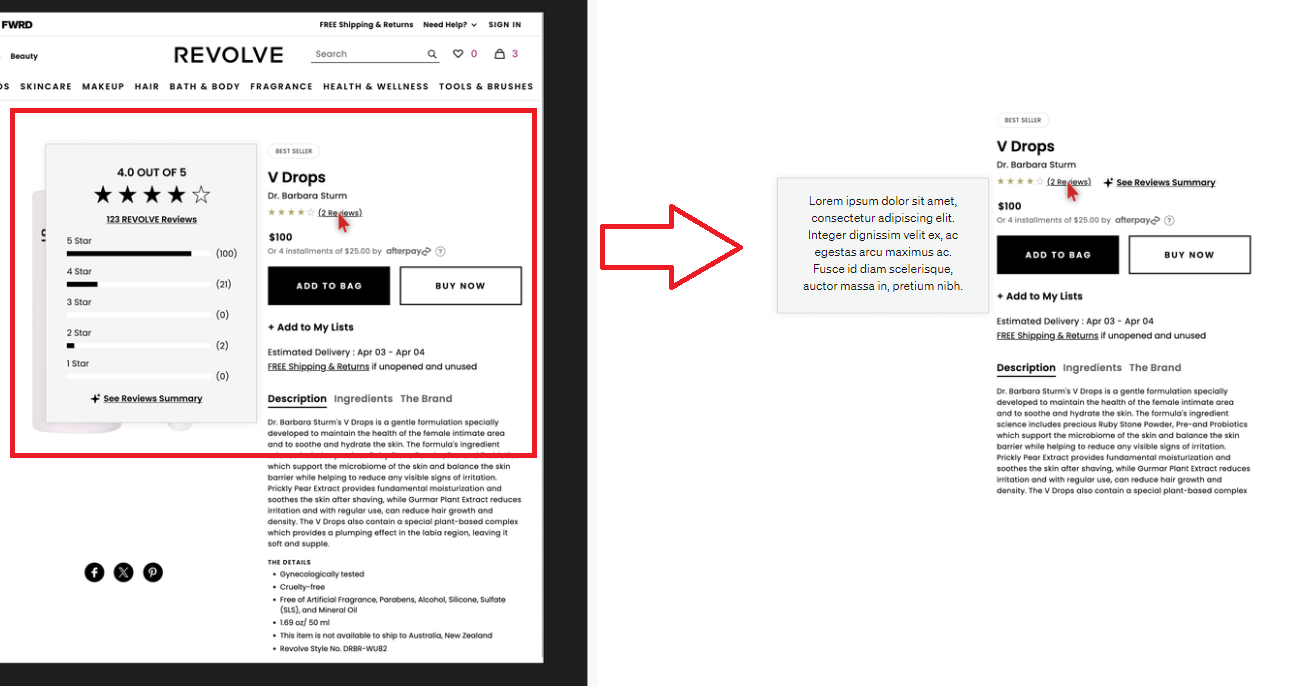 FWRD
FREE Shipping & Returns Need Help? SIGN IN
Beauty
REVOLVE
Search
0
3
SKINCARE MAKEUP HAIR BATH & BODY FRAGRANCE HEALTH & WELLNESS TOOLS & BRUSHES
4.0 OUT OF 5
123 REVOLVE Reviews
5 Star
(100)
4 Star
(21)
3 Star
(0)
2 Star
(2)
1 Star
(0)
See Reviews Summary
BEST SELLER
V Drops
Dr. Barbara Sturm
(2 Reviews)
$100
Or 4 installments of $25.00 by afterpay
ADD TO BAG
BUY NOW
+ Add to My Lists
Estimated Delivery : Apr 03 - Apr 04
FREE Shipping & Returns if unopened and unused
Description Ingredients The Brand
Dr. Barbara Sturm's V Drops is a gentle formulation specially
developed to maintain the health of the female intimate area
and to soothe and hydrate the skin. The formula's ingredient
which support the microbiome of the skin and balance the skin
barrier while helping to reduce any visible signs of irritation.
Prickly Pear Extract provides fundamental moisturization and
soothes the skin after shaving, while Gurmar Plant Extract reduces
irritation and with regular use, can reduce hair growth and
density. The V Drops also contain a special plant-based complex
which provides a plumping effect in the labia region, leaving it
soft and supple.
THE DETAILS
• Gynecologically tested
• Cruelty-free
• Free of Artificial Fragrance, Parabens, Alcohol, Silicone, Sulfate
(SLS), and Mineral Oil
• 1.69 oz/ 50 ml
• This item is not available to ship to Australia, New Zealand
• Revolve Style No. DRBR-WU82
Lorem ipsum dolor sit amet,
consectetur adipiscing elit.
Integer dignissim velit ex, ac
egestas arcu maximus ac.
Fusce id diam scelerisque,
auctor massa in, pretium nibh.
BEST SELLER
V Drops
Dr. Barbara Sturm
(2 Reviews) See Reviews Summary
$100
Or 4 installments of $25.00 by afterpay
ADD TO BAG
BUY NOW
+ Add to My Lists
Estimated Delivery : Apr 03 - Apr 04
FREE Shipping & Returns if unopened and unused
Description Ingredients The Brand
Dr. Barbara Sturm's V Drops is a gentle formulation specially
developed to maintain the health of the female intimate area
and to soothe and hydrate the skin. The formula's ingredient
science includes precious Ruby Stone Powder, Pre-and Probiotics
which support the microbiome of the skin and balance the skin
barrier while helping to reduce any visible signs of irritation.
Prickly Pear Extract provides fundamental moisturization and
soothes the skin after shaving, while Gurmar Plant Extract reduces
irritation and with regular use, can reduce hair growth and
density. The V Drops also contain a special plant-based complex